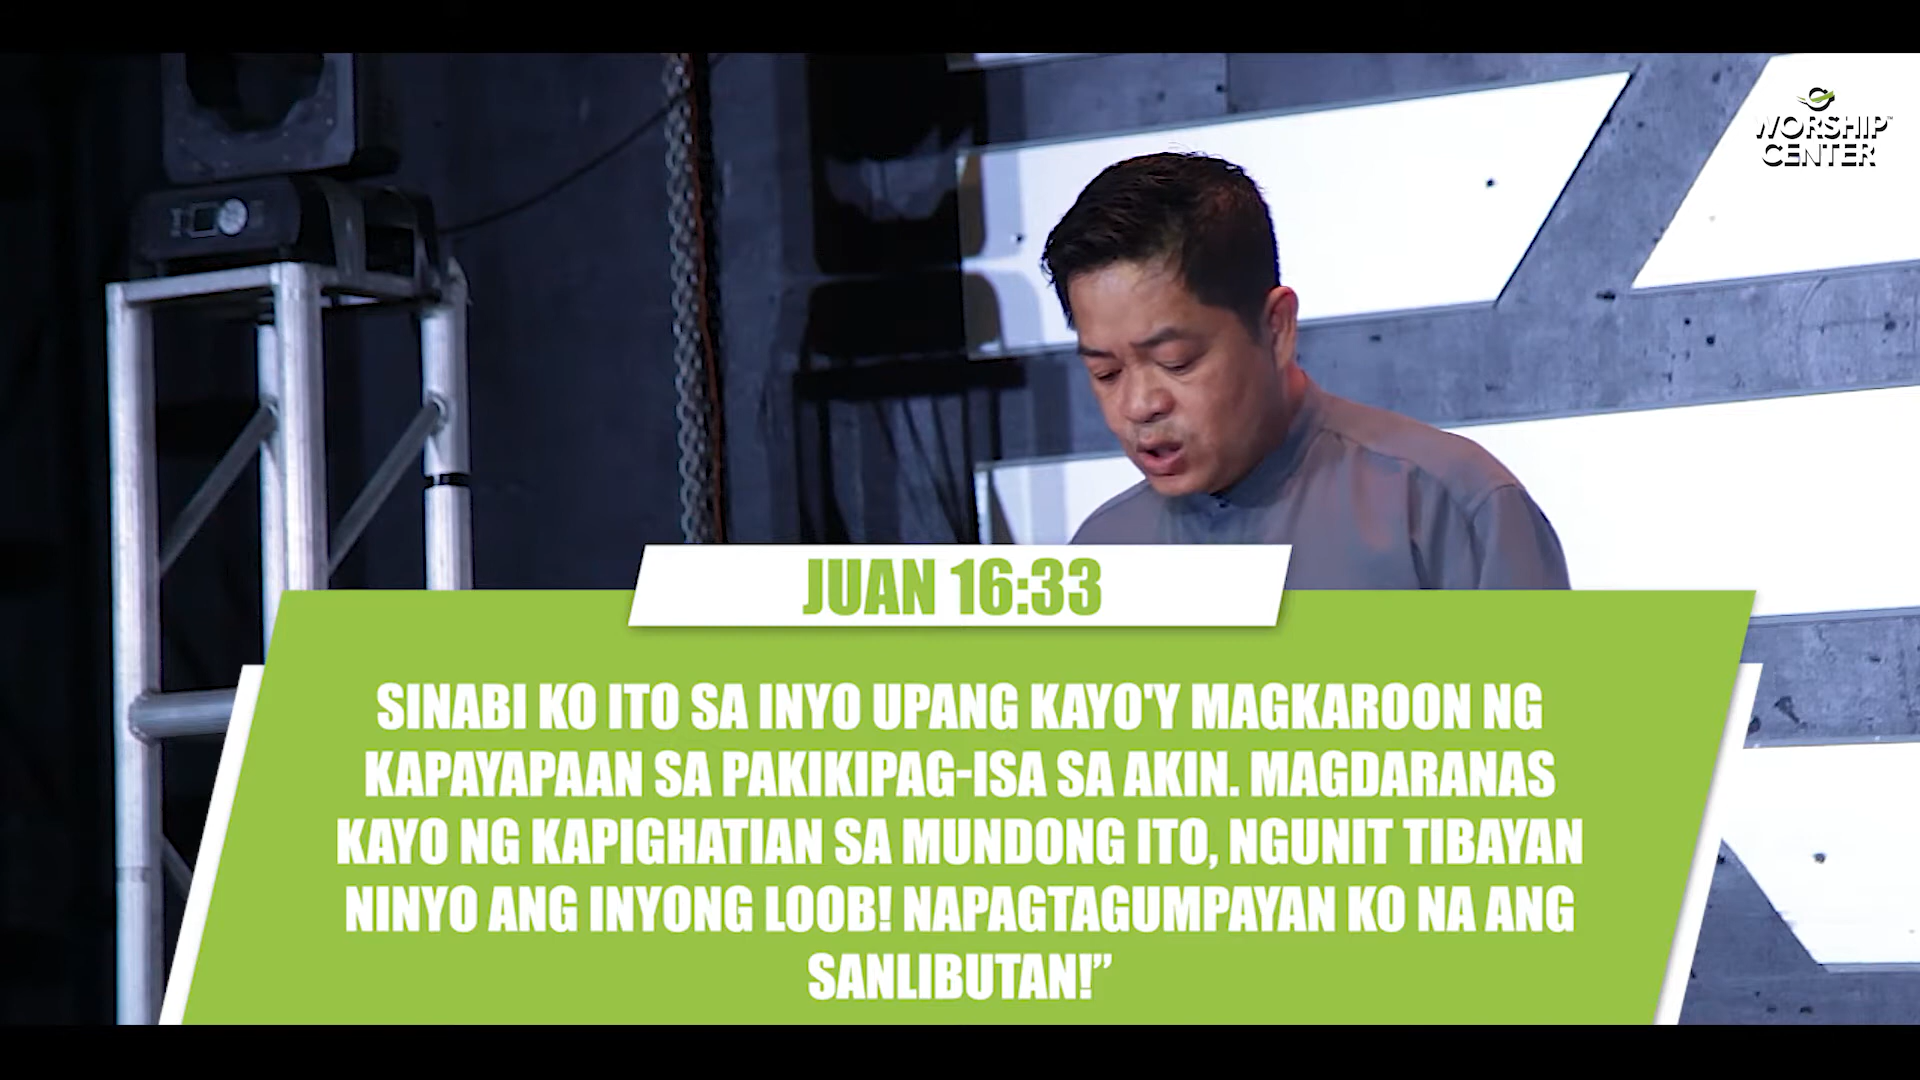 WORSHIP
CENTER
JUAN 16:33
SINABI KO ITO SA INYO UPANG KAYO'Y MAGKAROON NG
KAPAYAPAAN SA PAKIKIPAG-ISA SA AKIN. MAGDARANAS
KAYO NG KAPIGHATIAN SA MUNDONG ITO, NGUNIT TIBAYAN
NINYO ANG INYONG LOOB! NAPAGTAGUMPAYAN KO NA ANG
SANLIBUTAN!”